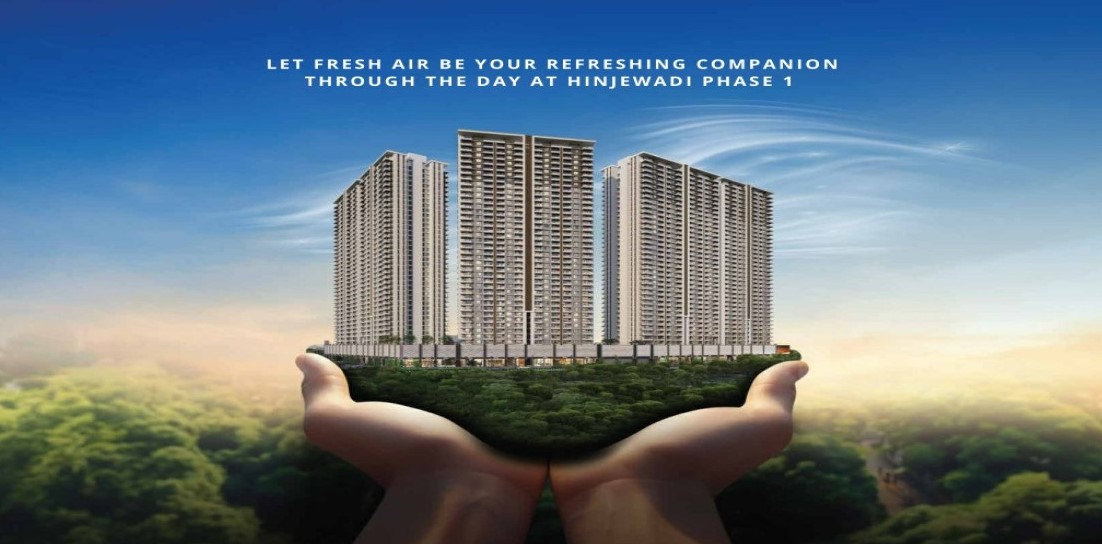 LET FRESH AIR BE YOUR REFRESHING COMPANION
THROUGH THE DAY AT HINJEWADI PHASE 1